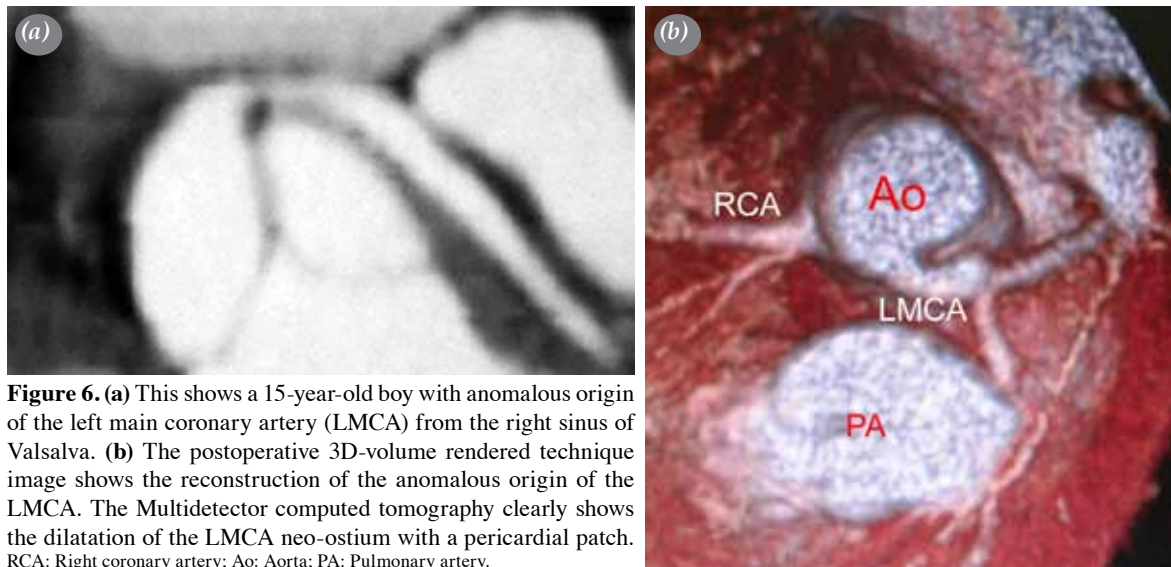 (a)
(b)
RCA
Ao
LMCA
PA
Figure 6. (a) This shows a 15-year-old boy with anomalous origin
of the left main coronary artery (LMCA) from the right sinus of
Valsalva. (b) The postoperative 3D-volume rendered technique
image shows the reconstruction of the anomalous origin of the
LMCA. The Multidetector computed tomography clearly shows
the dilatation of the LMCA neo-ostium with a pericardial patch.
RCA: Right coronary artery; Ao: Aorta; PA: Pulmonary artery.